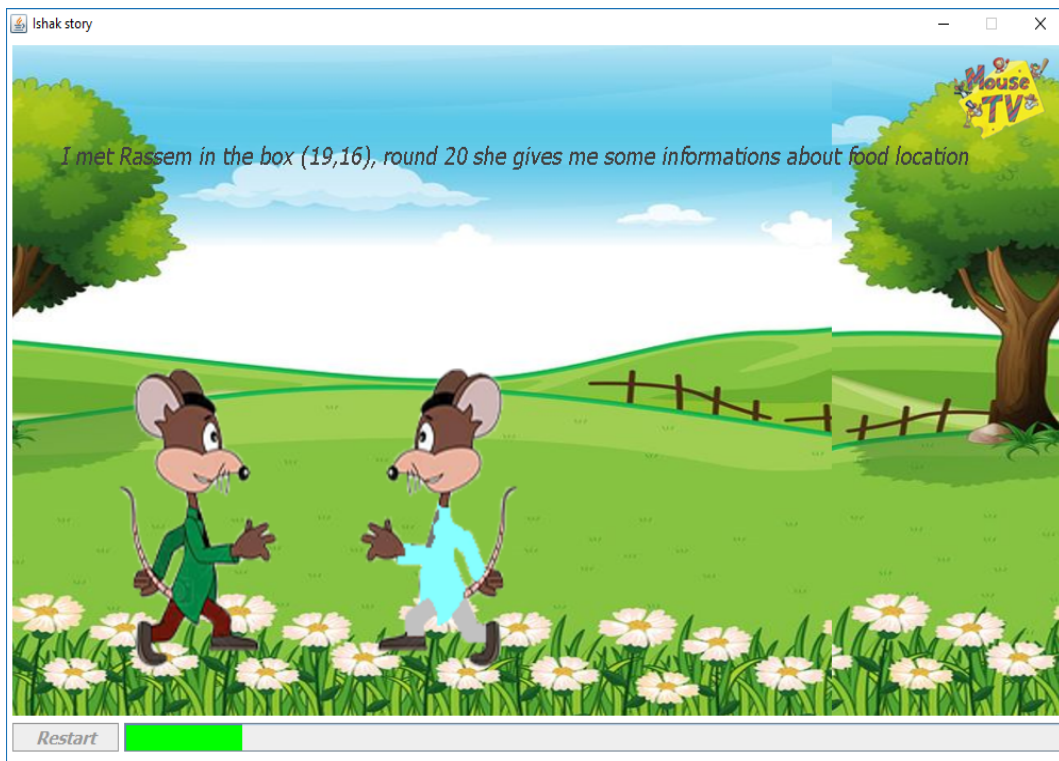 Ishak story
Mouse
TV
I met Rassem in the box (19,16), round 20 she gives me some informations about food location
Restart